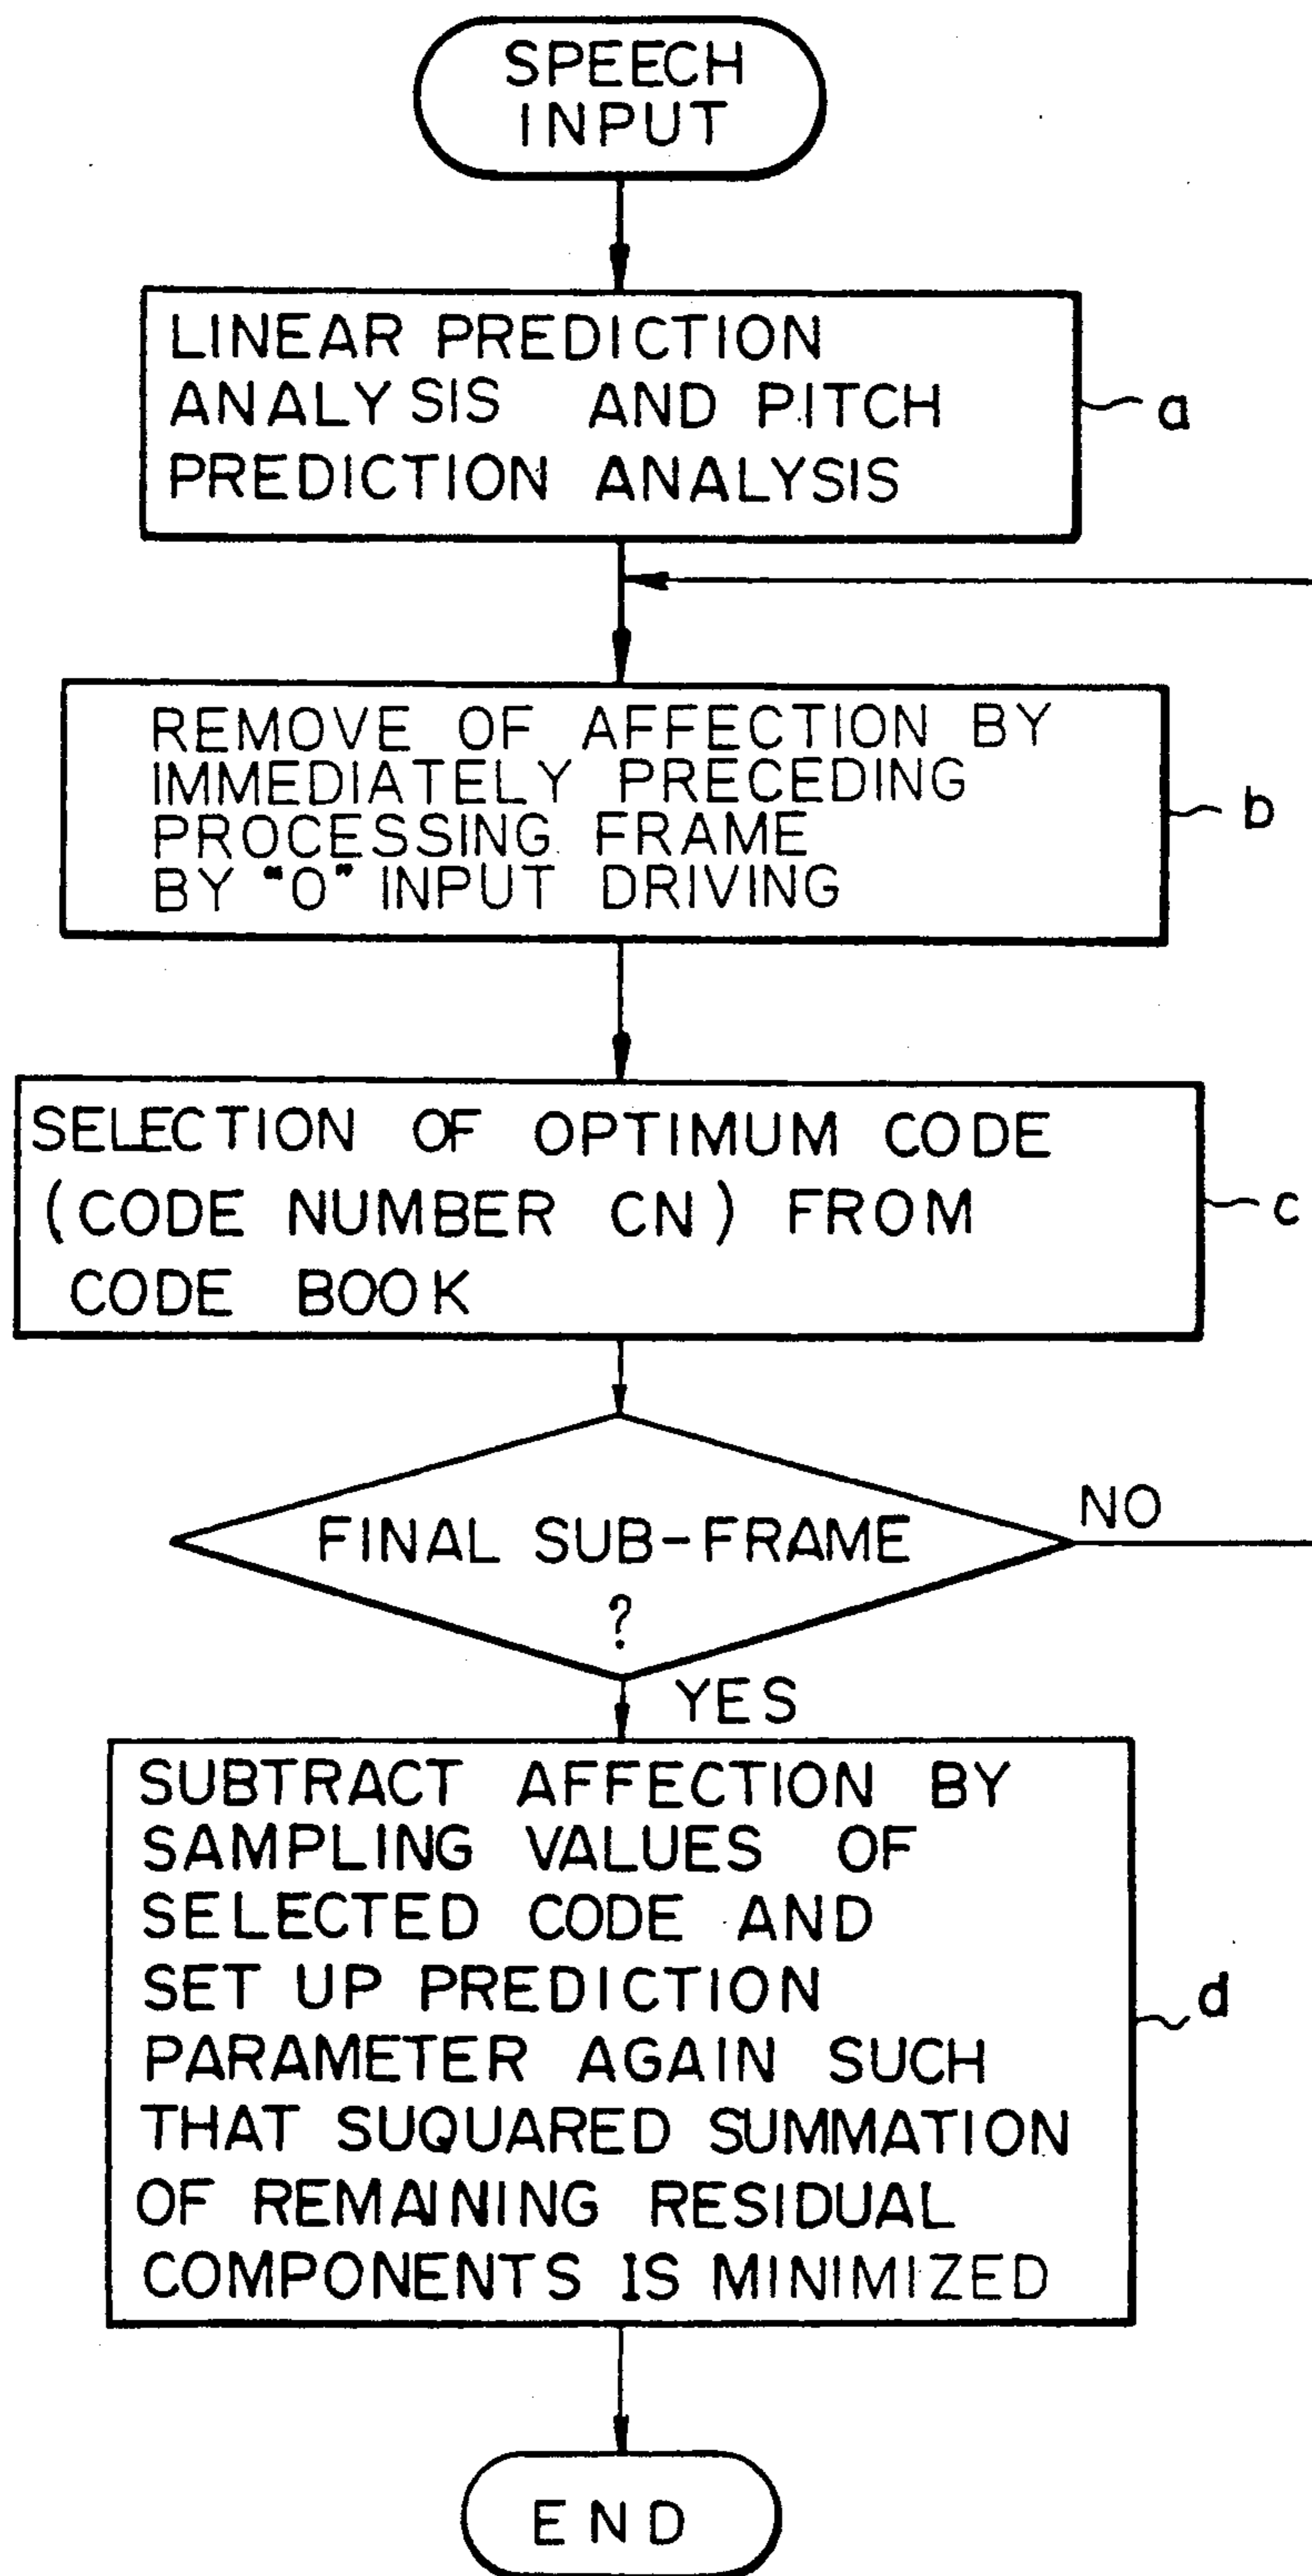 SPEECH
INPUT
LINEAR PREDICTION
ANALYSIS AND PITCH
PREDICTION ANALYSIS
a
REMOVE OF AFFECTION BY
IMMEDIATELY PRECEDING
PROCESSING FRAME
BY "O" INPUT DRIVING
b
SELECTION OF OPTIMUM CODE
(CODE NUMBER CN) FROM
CODE BOOK
c
FINAL SUB-FRAME
?
NO
YES
SUBTRACT AFFECTION BY
SAMPLING VALUES OF
SELECTED CODE AND
SET UP PREDICTION
PARAMETER AGAIN SUCH
THAT SUQUARED SUMMATION
OF REMAINING RESIDUAL
COMPONENTS IS MINIMIZED
d
END